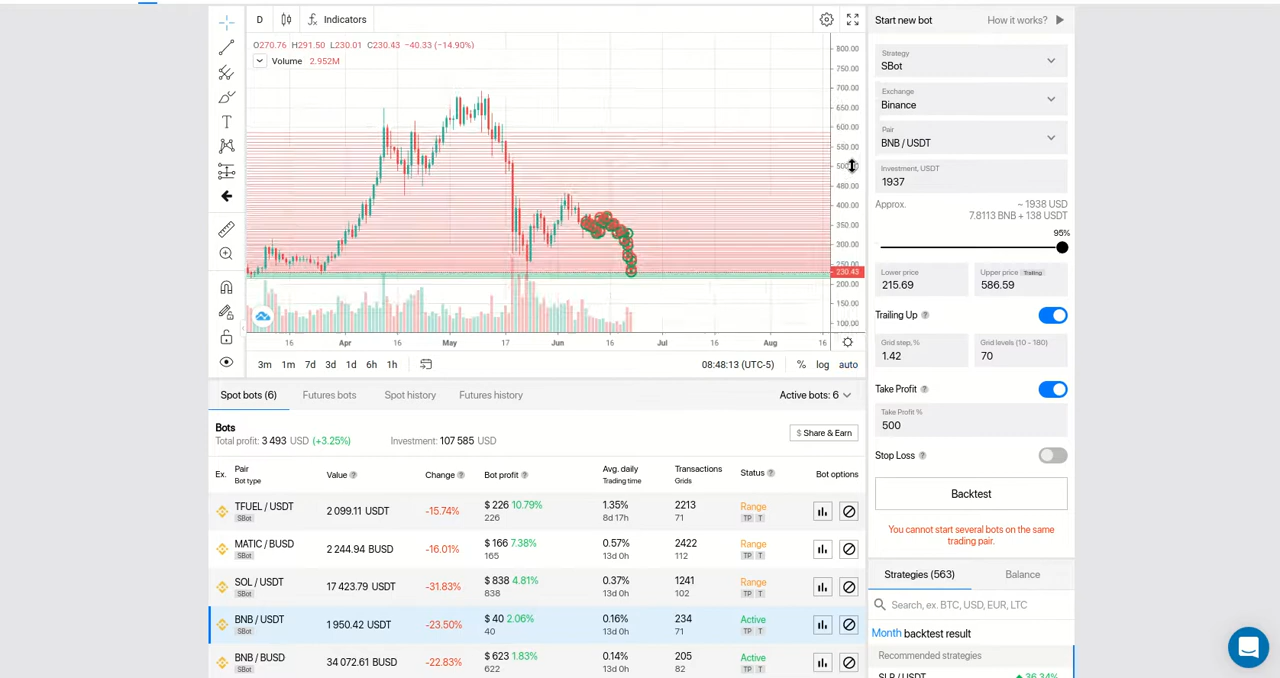 D
Indicators
O270.76 H291.50 L230.01 C230.43 −40.33 (−14.90%)
Volume 2.952M
800.00
750.00
700.00
650.00
600.00
550.00
480.00
440.00
400.00
350.00
300.00
250.00
230.43
200.00
150.00
100.00
16
Apr
16
May
17
Jun
16
Jul
16
Aug
16
3m 1m 7d 3d 1d 6h 1h
08:48:13 (UTC-5)
% log auto
Start new bot
How it works?
Strategy
SBot
Exchange
Binance
Pair
BNB / USDT
Investment, USDT
1937
Approx.
~ 1938 USD
7.8113 BNB + 138 USDT
95%
Lower price
215.69
Upper price Trailing
586.59
Trailing Up ?
Grid step, %
1.42
Grid levels (10 - 180)
70
Take Profit ?
Take Profit %
500
Stop Loss ?
Backtest
You cannot start several bots on the same
trading pair.
Strategies (563)
Balance
Search, ex. BTC, USD, EUR, LTC
Month backtest result
Recommended strategies
SLP / USDT
36.34%
Spot bots (6)
Futures bots
Spot history
Futures history
Active bots: 6
Bots
Total profit: 3 493 USD (+3.25%)
Investment: 107 585 USD
$ Share & Earn
Ex.
Pair
Bot type
Value ?
Change ?
Bot profit ?
Avg. daily
Trading time
Transactions
Grids
Status ?
Bot options
TFUEL / USDT
SBot
2 099.11 USDT
-15.74%
$ 226 10.79%
226
1.35%
8d 17h
2213
71
Range
TP T
MATIC / BUSD
SBot
2 244.94 BUSD
-16.01%
$ 166 7.38%
165
0.57%
13d 0h
2422
112
Range
TP T
SOL / USDT
SBot
17 423.79 USDT
-31.83%
$ 838 4.81%
838
0.37%
13d 0h
1241
102
Range
TP T
BNB / USDT
SBot
1 950.42 USDT
-23.50%
$ 40 2.06%
40
0.16%
13d 0h
234
71
Active
TP T
BNB / BUSD
SBot
34 072.61 BUSD
-22.83%
$ 623 1.83%
622
0.14%
13d 0h
205
82
Active
TP T